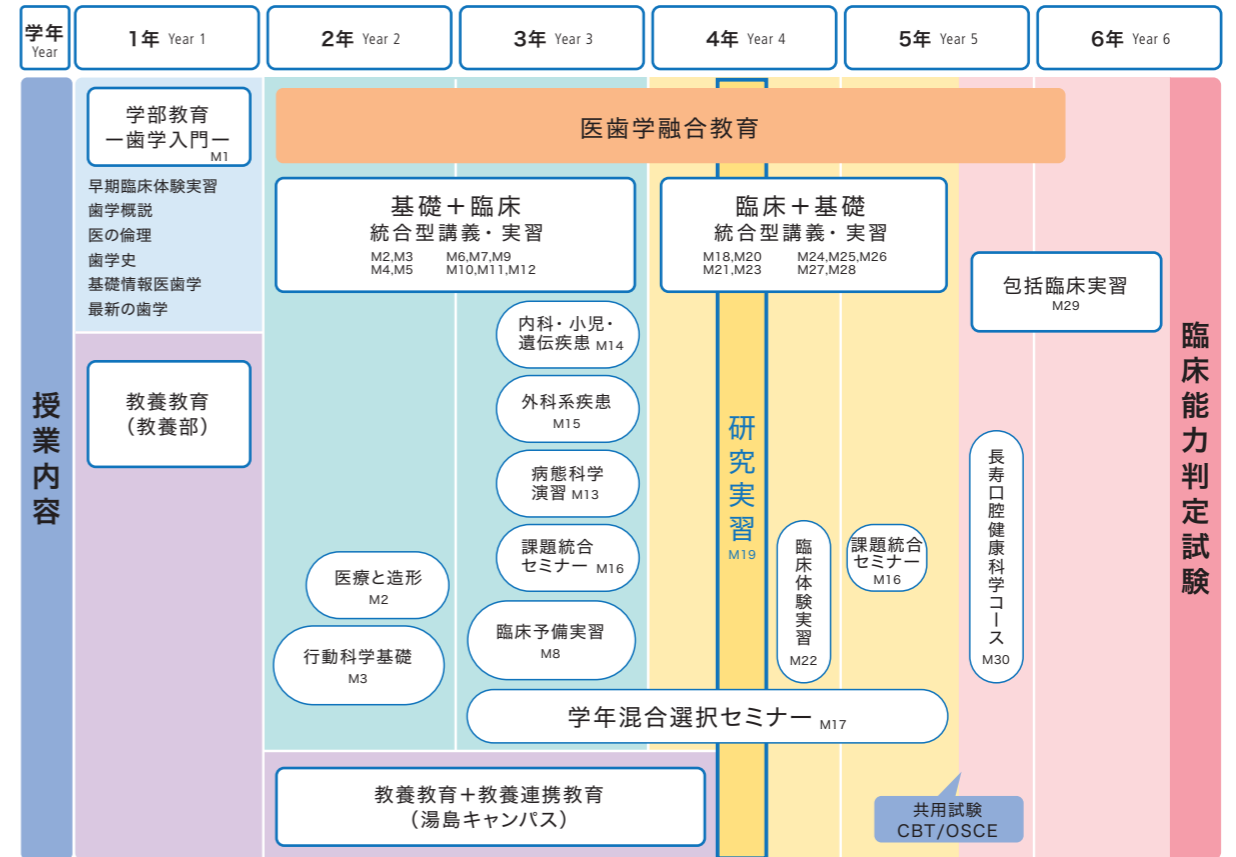 学年
Year
1年 Year 1
2年 Year 2
3年 Year 3
4年 Year 4
5年 Year 5
6年 Year 6
授業内容
学部教育
ー歯学入門ー
M1
早期臨床体験実習
歯学概説
医の倫理
歯学史
基礎情報医歯学
最新の歯学
教養教育
（教養部）
医歯学融合教育
基礎＋臨床
統合型講義・実習
M2,M3 M6,M7,M9
M4,M5 M10,M11,M12
臨床＋基礎
統合型講義・実習
M18,M20 M24,M25,M26
M21,M23 M27,M28
包括臨床実習
M29
内科・小児・
遺伝疾患 M14
外科系疾患
M15
病態科学
演習 M13
課題統合
セミナー M16
医療と造形
M2
行動科学基礎
M3
臨床予備実習
M8
研究実習
M19
臨床体験実習
M22
課題統合
セミナー
M16
長寿口腔健康科学コース
M30
学年混合選択セミナー M17
教養教育＋教養連携教育
（湯島キャンパス）
共用試験
CBT/OSCE
臨床能力判定試験